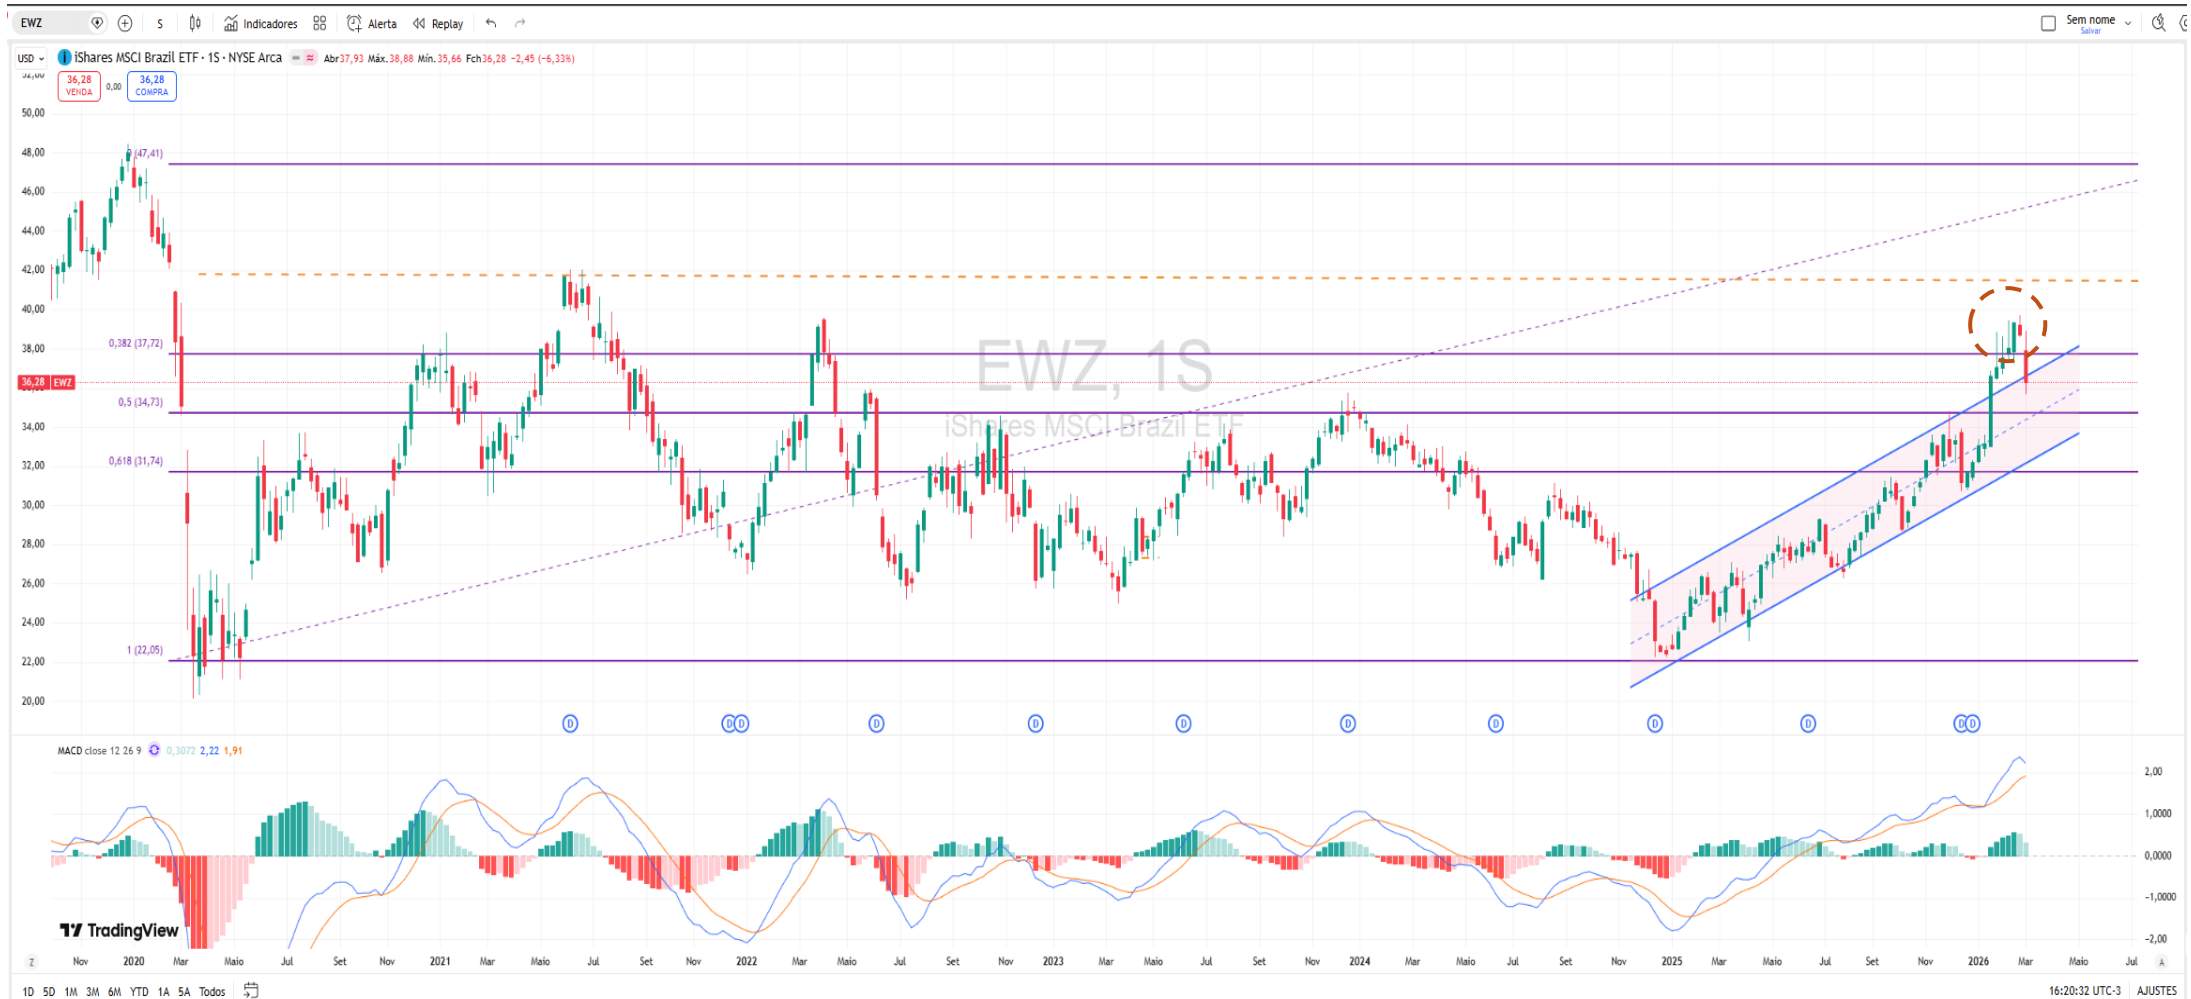 EWZ S Indicadores Alerta Replay Sem nome
Salvar
USD iShares MSCI Brazil ETF · 1S · NYSE Arca Abr37,93 Máx.38,88 Mín.35,66 Fch36,28 −2,45 (−6,33%)
36,28 VENDA 0,00 36,28 COMPRA
52,00
50,00
48,00
46,00
44,00
42,00
40,00
38,00
36,28 EWZ
34,00
32,00
30,00
28,00
26,00
24,00
22,00
20,00
0 (47,41)
0,382 (37,72)
0,5 (34,73)
0,618 (31,74)
1 (22,05)
EWZ, 1S
iShares MSCI Brazil ETF
D D D D D D D D D D D D
MACD close 12 26 9 0,3072 2,22 1,91
2,00
1,0000
0,0000
−1,0000
−2,00
TradingView
Z Nov 2020 Mar Maio Jul Set Nov 2021 Mar Maio Jul Set Nov 2022 Mar Maio Jul Set Nov 2023 Mar Maio Jul Set Nov 2024 Mar Maio Jul Set Nov 2025 Mar Maio Jul Set Nov 2026 Mar Maio Jul A
1D 5D 1M 3M 6M YTD 1A 5A Todos 16:20:32 UTC-3 AJUSTES